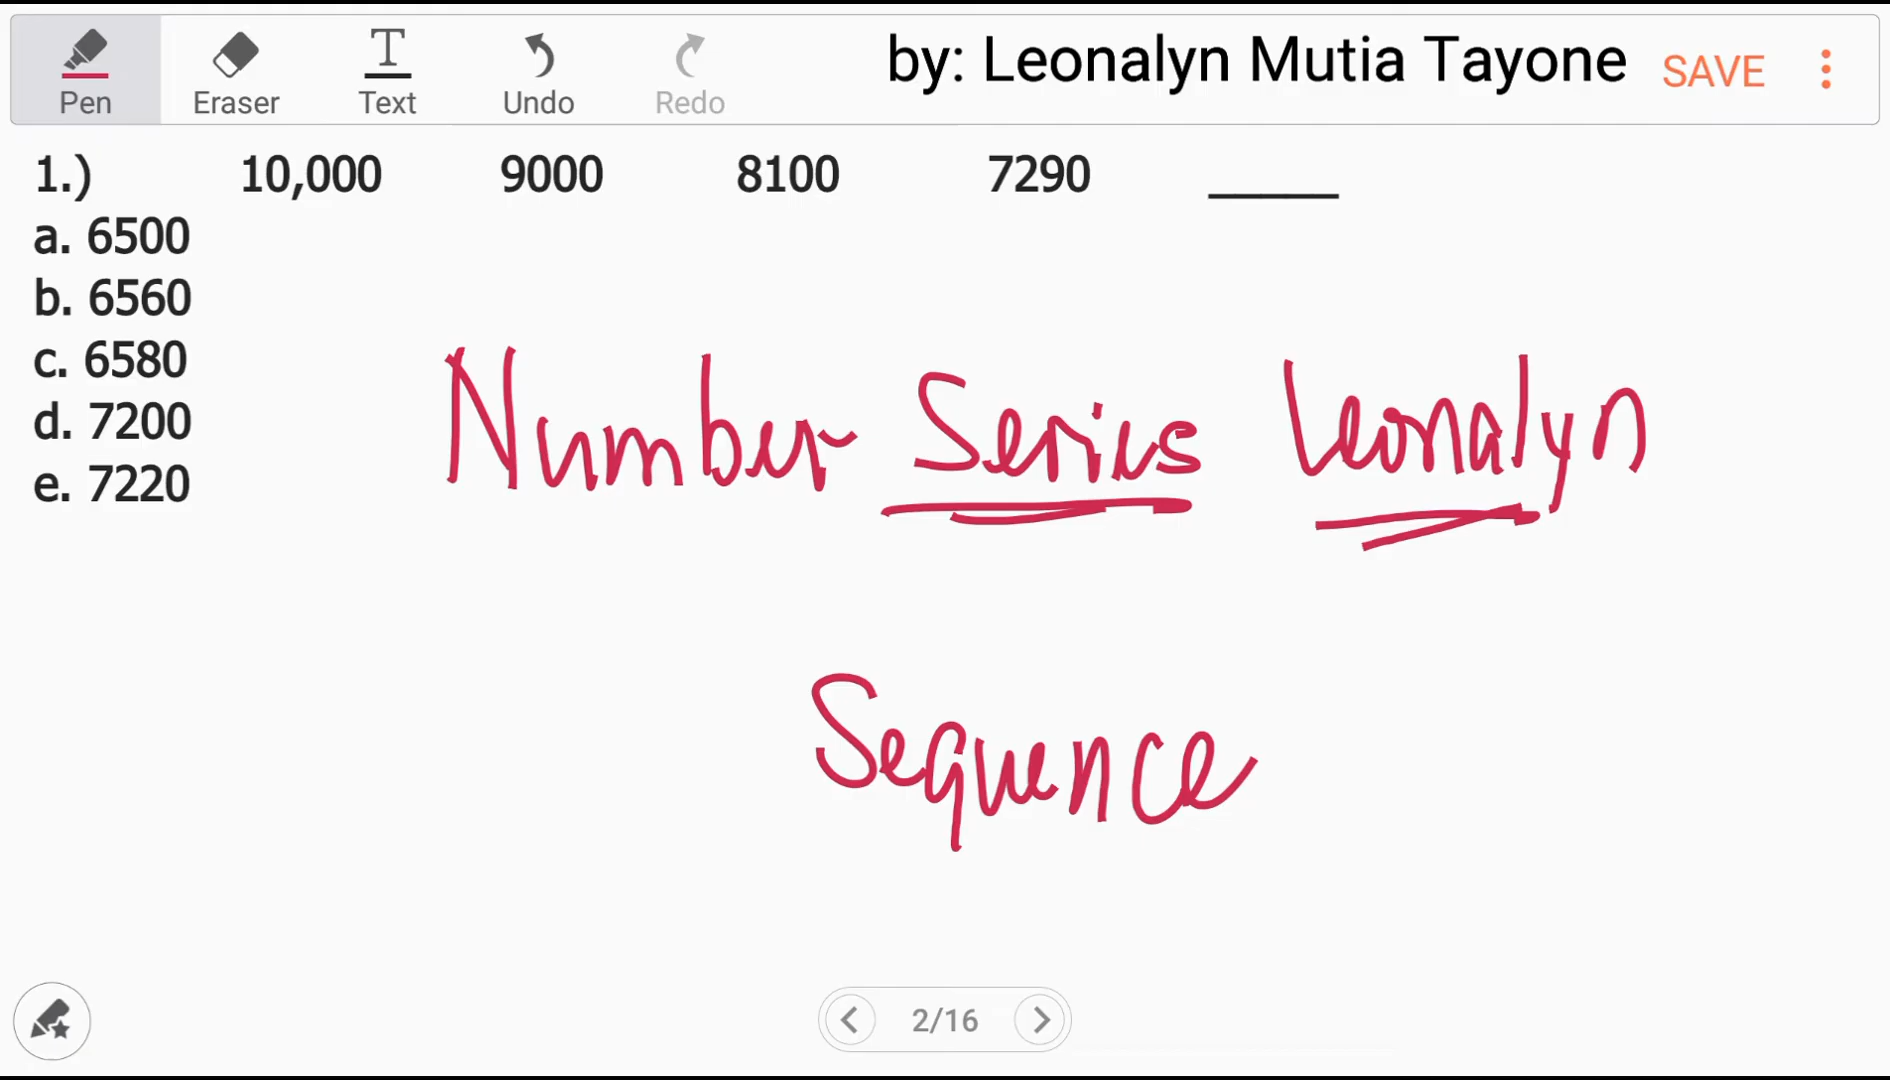 by: Leonalyn Mutia Tayone SAVE
Pen Eraser Text Undo Redo
1.) 10,000 9000 8100 7290 _____
a. 6500
b. 6560
c. 6580
d. 7200
e. 7220
Number Series Leonalyn
Sequence
2/16